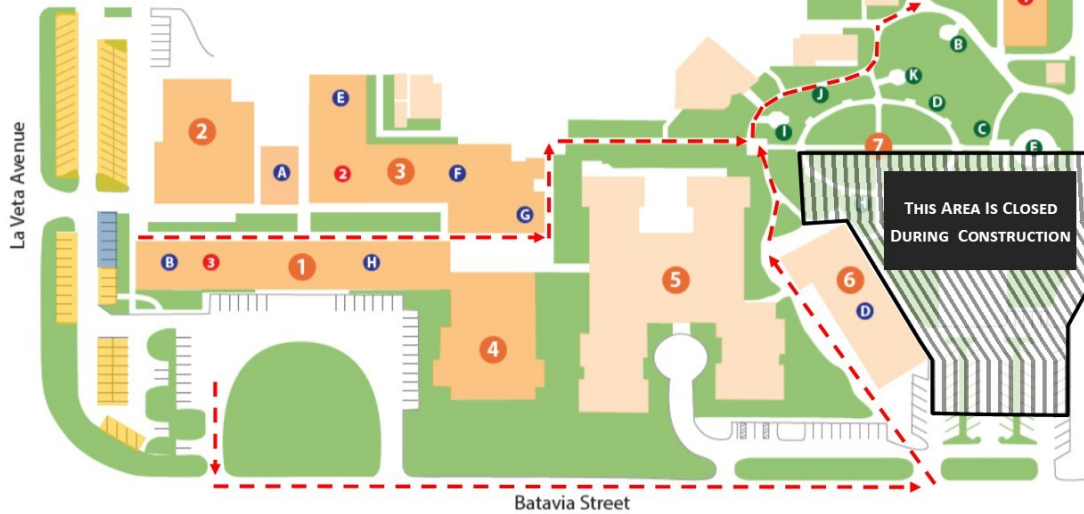 La Veta Avenue
2
A
E
2
3
F
G
B
3
1
H
4
5
6
D
I
J
K
B
D
C
7
THIS AREA IS CLOSED
DURING CONSTRUCTION
Batavia Street